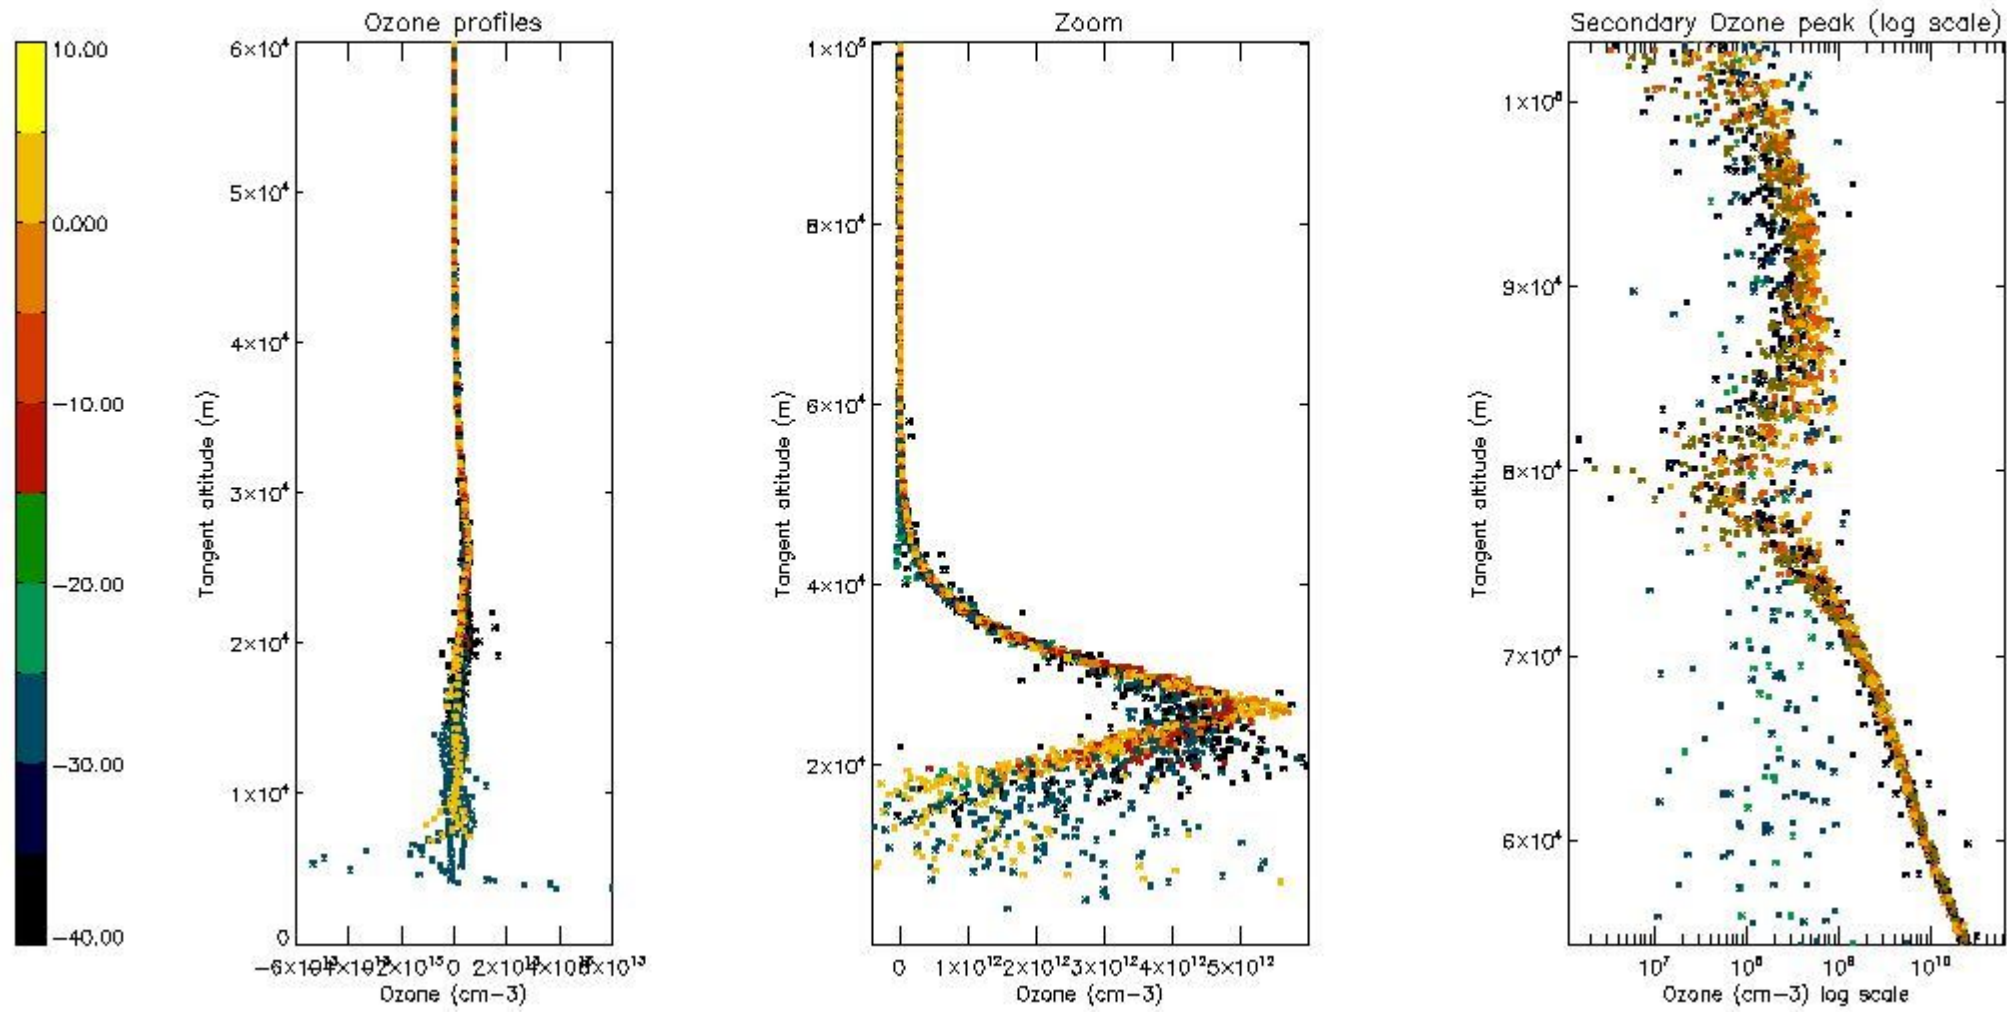 Ozone profiles
Zoom
Secondary Ozone peak (log scale)
10.00
0.000
−10.00
−20.00
−30.00
−40.00
6×10⁴
5×10⁴
4×10⁴
3×10⁴
2×10⁴
1×10⁴
0
Tangent altitude (m)
0
Ozone (cm−3)
1×10⁵
8×10⁴
6×10⁴
4×10⁴
2×10⁴
Tangent altitude (m)
0 1×10¹² 2×10¹² 3×10¹² 4×10¹² 5×10¹²
Ozone (cm−3)
1×10⁵
9×10⁴
8×10⁴
7×10⁴
6×10⁴
Tangent altitude (m)
10⁷ 10⁸ 10⁹ 10¹⁰
Ozone (cm−3) log scale